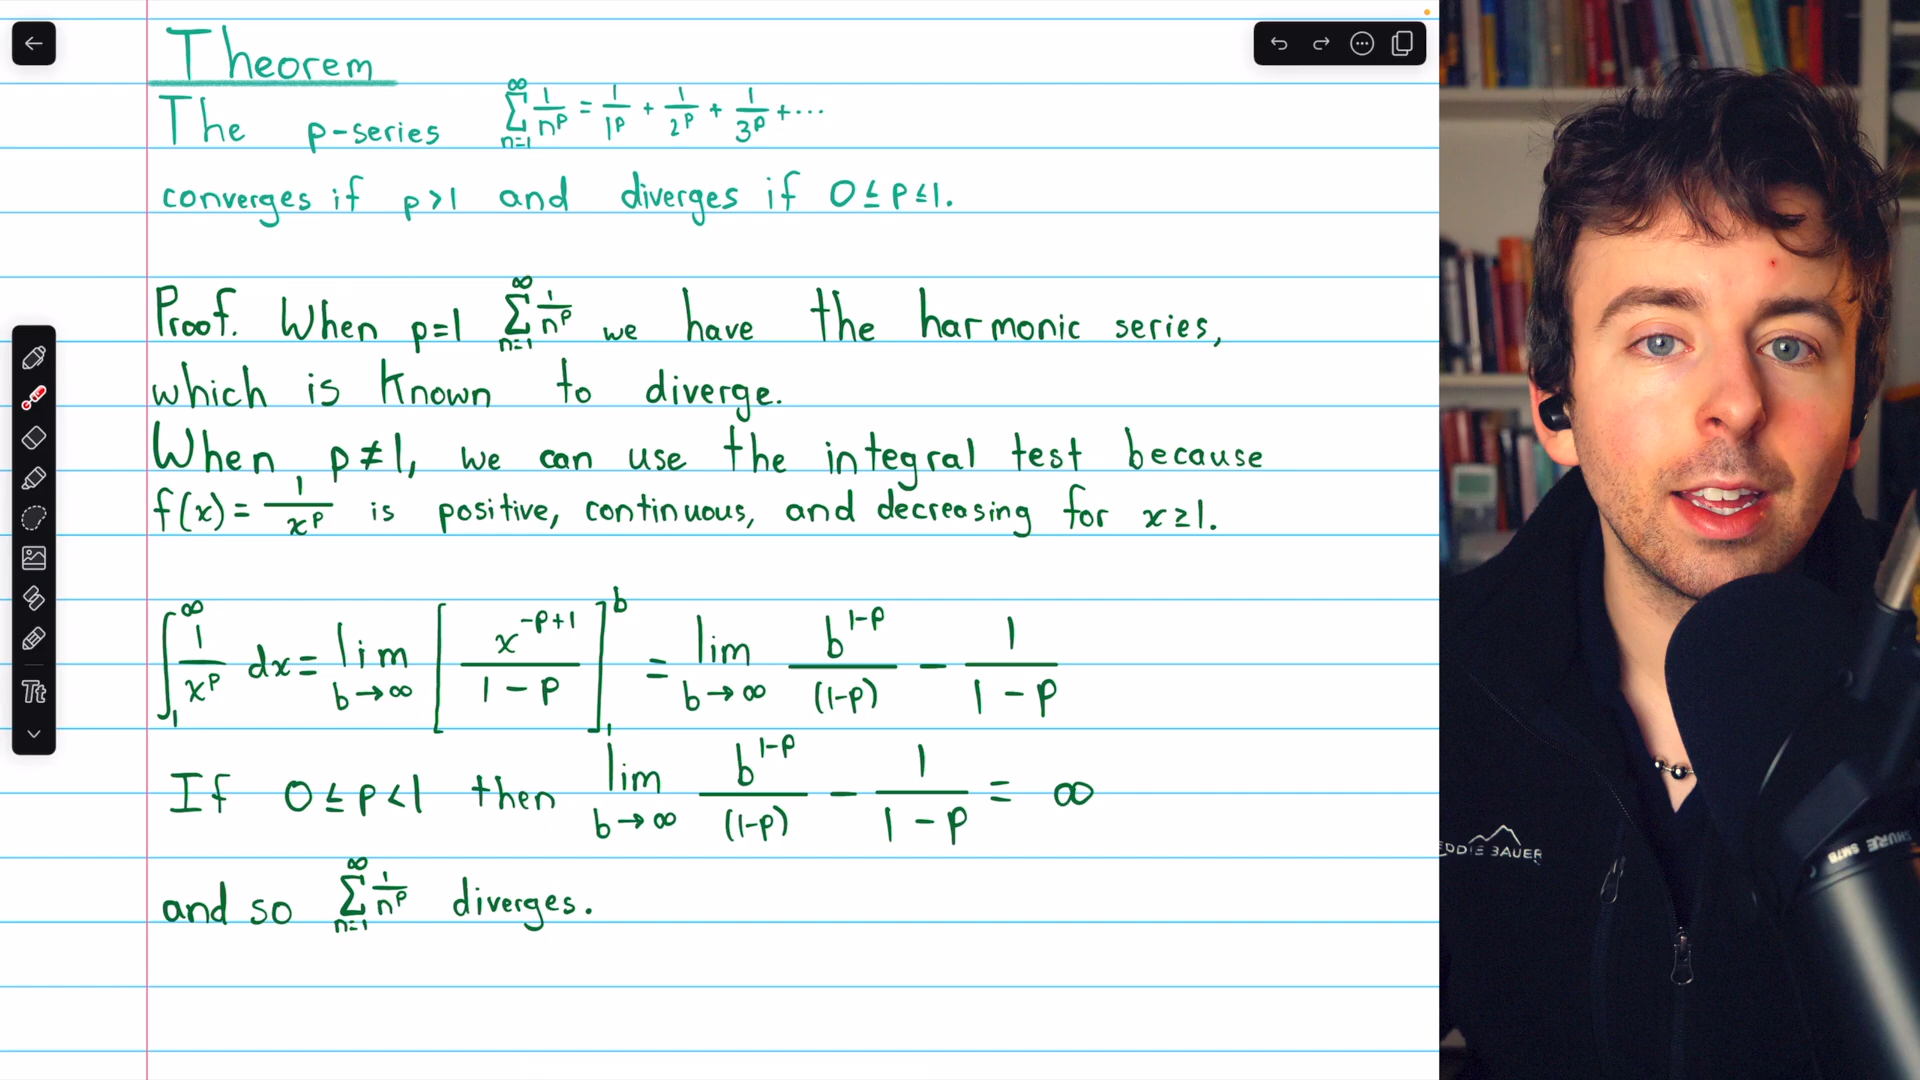 Theorem
The p-series ∑_{n=1}^{∞} 1/n^p = 1/1^p + 1/2^p + 1/3^p + ...
converges if p>1 and diverges if 0≤p≤1.
Proof. When p=1 ∑_{n=1}^{∞} 1/n^p we have the harmonic series,
which is known to diverge.
When p≠1, we can use the integral test because
f(x) = 1/x^p is positive, continuous, and decreasing for x≥1.
∫_1^∞ 1/x^p dx = lim_{b→∞} [x^{-p+1}/(1-p)]_1^b = lim_{b→∞} b^{1-p}/(1-p) - 1/(1-p)
If 0≤p<1 then lim_{b→∞} b^{1-p}/(1-p) - 1/(1-p) = ∞
and so ∑_{n=1}^{∞} 1/n^p diverges.
Tt
EDDIE BAUER
SHURE
SM7B